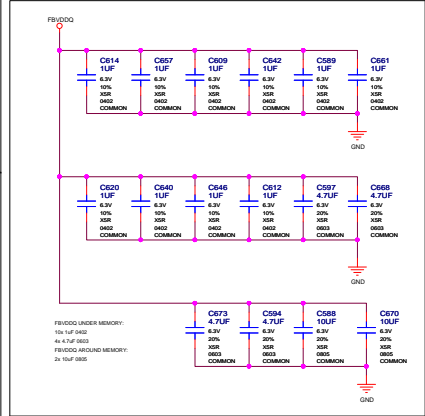 FBVDDQ
C614
1UF
6.3V
10%
X5R
0402
COMMON
C657
1UF
6.3V
10%
X5R
0402
COMMON
C609
1UF
6.3V
10%
X5R
0402
COMMON
C642
1UF
6.3V
10%
X5R
0402
COMMON
C589
1UF
6.3V
10%
X5R
0402
COMMON
C661
1UF
6.3V
10%
X5R
0402
COMMON
GND
C620
1UF
6.3V
10%
X5R
0402
COMMON
C640
1UF
6.3V
10%
X5R
0402
COMMON
C646
1UF
6.3V
10%
X5R
0402
COMMON
C612
1UF
6.3V
10%
X5R
0402
COMMON
C597
4.7UF
6.3V
20%
X5R
0603
COMMON
C668
4.7UF
6.3V
20%
X5R
0603
COMMON
GND
C673
4.7UF
6.3V
20%
X5R
0603
COMMON
C594
4.7UF
6.3V
20%
X5R
0603
COMMON
C588
10UF
6.3V
20%
X5R
0805
COMMON
C670
10UF
6.3V
20%
X5R
0805
COMMON
GND
FBVDDQ UNDER MEMORY:
10x 1uF 0402
4x 4.7uF 0603
FBVDDQ AROUND MEMORY:
2x 10uF 0805